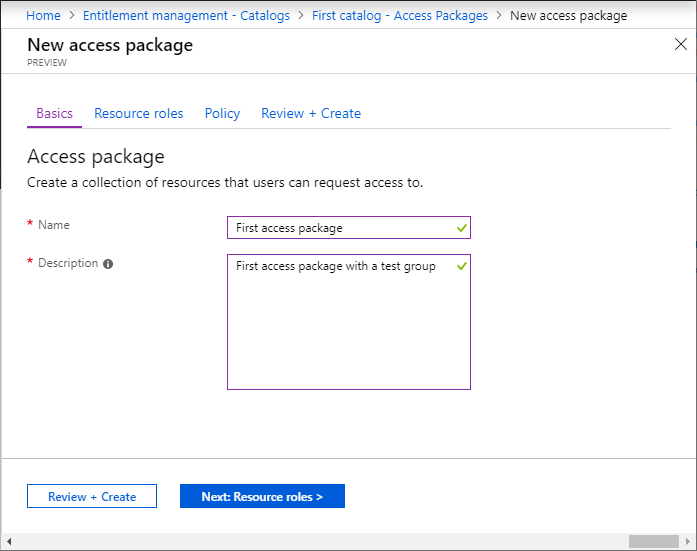 Home > Entitlement management - Catalogs > First catalog - Access Packages > New access package
New access package
PREVIEW
Basics Resource roles Policy Review + Create
Access package
Create a collection of resources that users can request access to.
* Name First access package
* Description First access package with a test group
Review + Create Next: Resource roles >